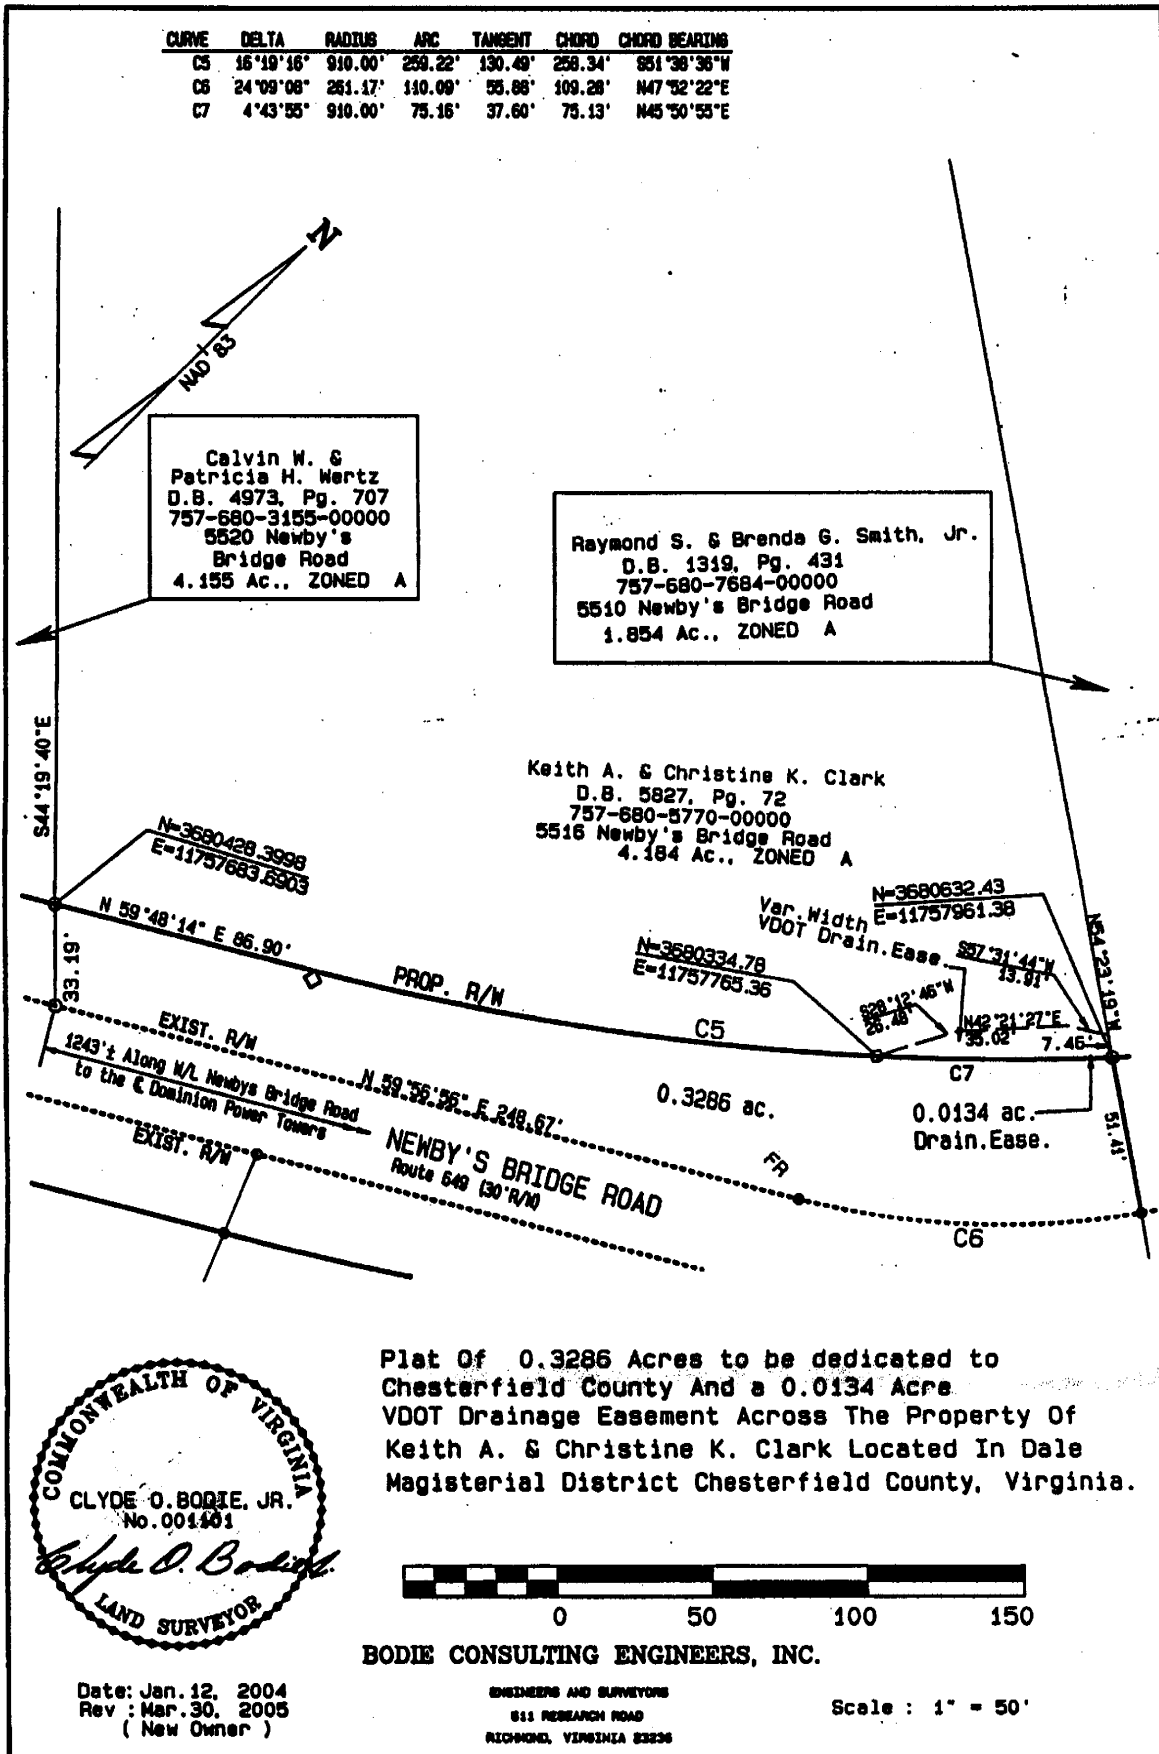 CURVE DELTA RADIUS ARC TANGENT CHORD CHORD BEARING
C5 16°19'16" 910.00' 259.22' 130.49' 258.34' S51°38'36"W
C6 24°09'08" 261.17' 110.09' 55.86' 109.28' N47°52'22"E
C7 4°43'55" 910.00' 75.16' 37.60' 75.13' N45°50'55"E
N
NAD 83
Calvin W. &
Patricia H. Wertz
D.B. 4973, Pg. 707
757-680-3155-00000
5520 Newby's
Bridge Road
4.155 Ac., ZONED A
Raymond S. & Brenda G. Smith, Jr.
D.B. 1319, Pg. 431
757-680-7684-00000
5510 Newby's Bridge Road
1.854 Ac., ZONED A
S44°19'40"E
Keith A. & Christine K. Clark
D.B. 5827, Pg. 72
757-680-5770-00000
5516 Newby's Bridge Road
4.184 Ac., ZONED A
N=3680428.3998
E=11757683.6903
N=3680632.43
E=11757961.38
Var.Width
VDOT Drain.Ease.
N=3680334.78
E=11757765.36
S57°31'44"W
13.91'
N54°23'19"W
S28°12'46"W
26.48'
N42°21'27"E
35.02'
7.46'
N 59°48'14" E 86.90'
PROP. R/W
C5
C7
33.19'
EXIST. R/W
1243'± Along W/L Newbys Bridge Road
to the ℄ Dominion Power Towers
N 59°56'56" E 248.67'
0.3286 ac.
0.0134 ac.
Drain.Ease.
51.41'
EXIST. R/W
NEWBY'S BRIDGE ROAD
Route 649 (30'R/W)
FR
C6
Plat Of 0.3286 Acres to be dedicated to
Chesterfield County And a 0.0134 Acre
VDOT Drainage Easement Across The Property Of
Keith A. & Christine K. Clark Located In Dale
Magisterial District Chesterfield County, Virginia.
COMMONWEALTH OF VIRGINIA
CLYDE O.BODIE, JR.
No.001101
Clyde O. Bodie Jr.
LAND SURVEYOR
0 50 100 150
BODIE CONSULTING ENGINEERS, INC.
ENGINEERS AND SURVEYORS
611 RESEARCH ROAD
RICHMOND, VIRGINIA 23236
Date: Jan.12, 2004
Rev : Mar.30, 2005
( New Owner )
Scale : 1" = 50'